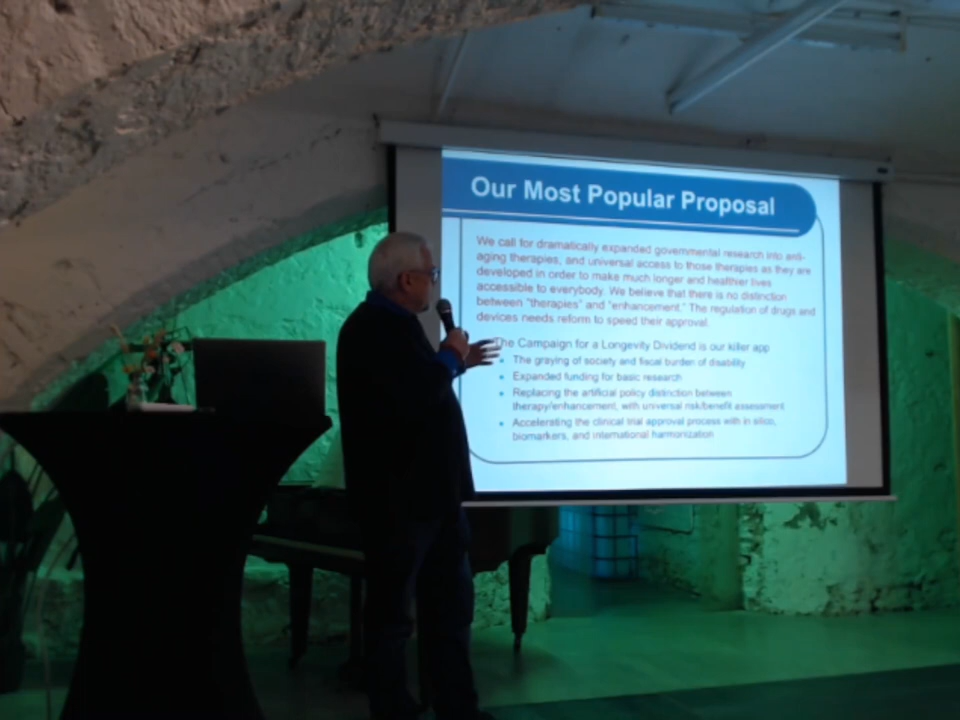 Our Most Popular Proposal
We call for dramatically expanded governmental research into anti-
aging therapies, and universal access to those therapies as they are
developed in order to make much longer and healthier lives
accessible to everybody. We believe that there is no distinction
between "therapies" and "enhancement." The regulation of drugs and
devices needs reform to speed their approval.
The Campaign for a Longevity Dividend is our killer app
• The graying of society and fiscal burden of disability
• Expanded funding for basic research
• Replacing the artificial policy distinction between
therapy/enhancement, with universal risk/benefit assessment
• Accelerating the clinical trial approval process with in silico,
biomarkers, and international harmonization